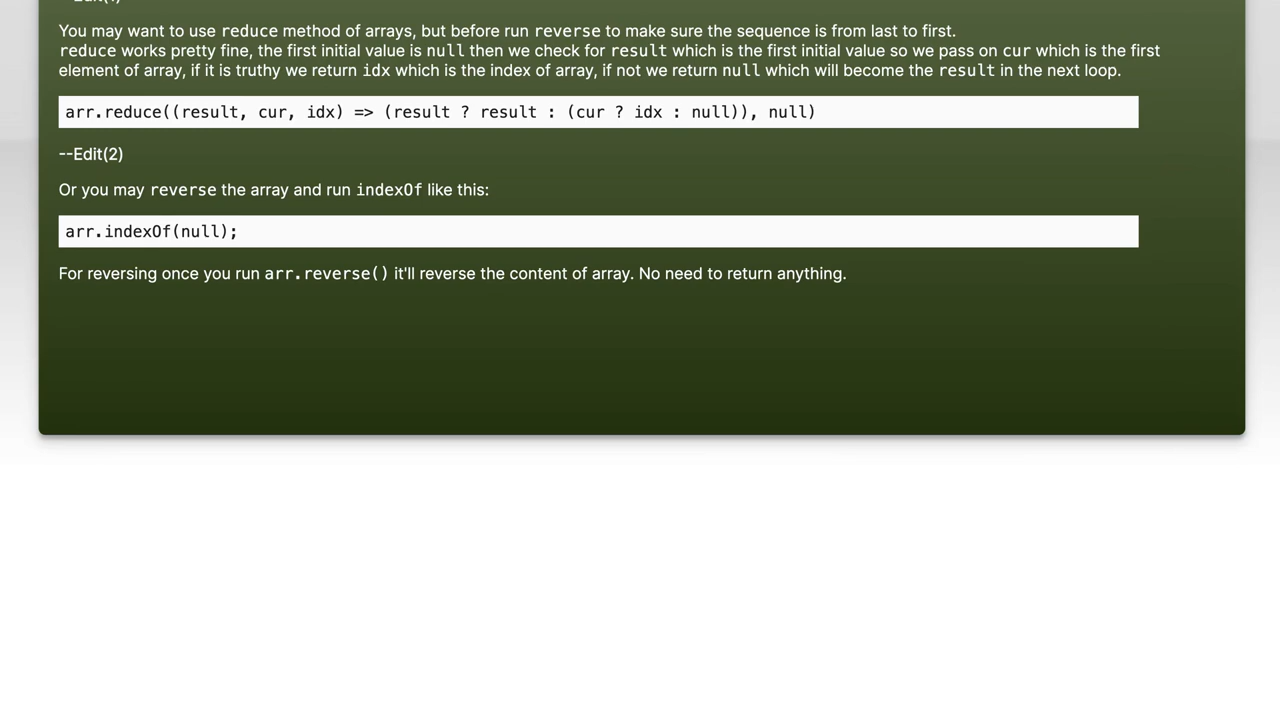 --Edit(1)
You may want to use reduce method of arrays, but before run reverse to make sure the sequence is from last to first.
reduce works pretty fine, the first initial value is null then we check for result which is the first initial value so we pass on cur which is the first
element of array, if it is truthy we return idx which is the index of array, if not we return null which will become the result in the next loop.
arr.reduce((result, cur, idx) => (result ? result : (cur ? idx : null)), null)
--Edit(2)
Or you may reverse the array and run indexOf like this:
arr.indexOf(null);
For reversing once you run arr.reverse() it'll reverse the content of array. No need to return anything.